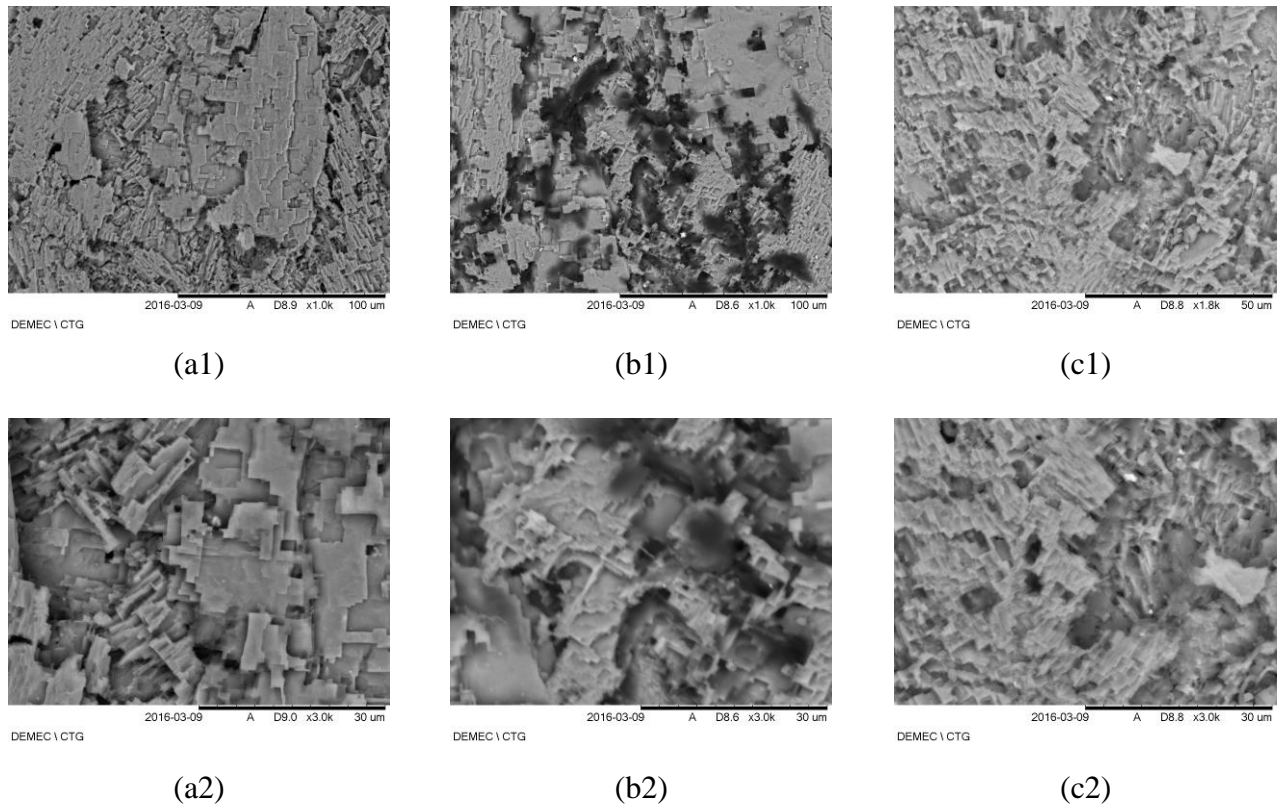 2016-03-09 A D8.9 x1.0k 100 um
DEMEC \ CTG
(a1)
2016-03-09 A D8.6 x1.0k 100 um
DEMEC \ CTG
(b1)
2016-03-09 A D8.8 x1.8k 50 um
DEMEC \ CTG
(c1)
2016-03-09 A D9.0 x3.0k 30 um
DEMEC \ CTG
(a2)
2016-03-09 A D8.6 x3.0k 30 um
DEMEC \ CTG
(b2)
2016-03-09 A D8.8 x3.0k 30 um
DEMEC \ CTG
(c2)